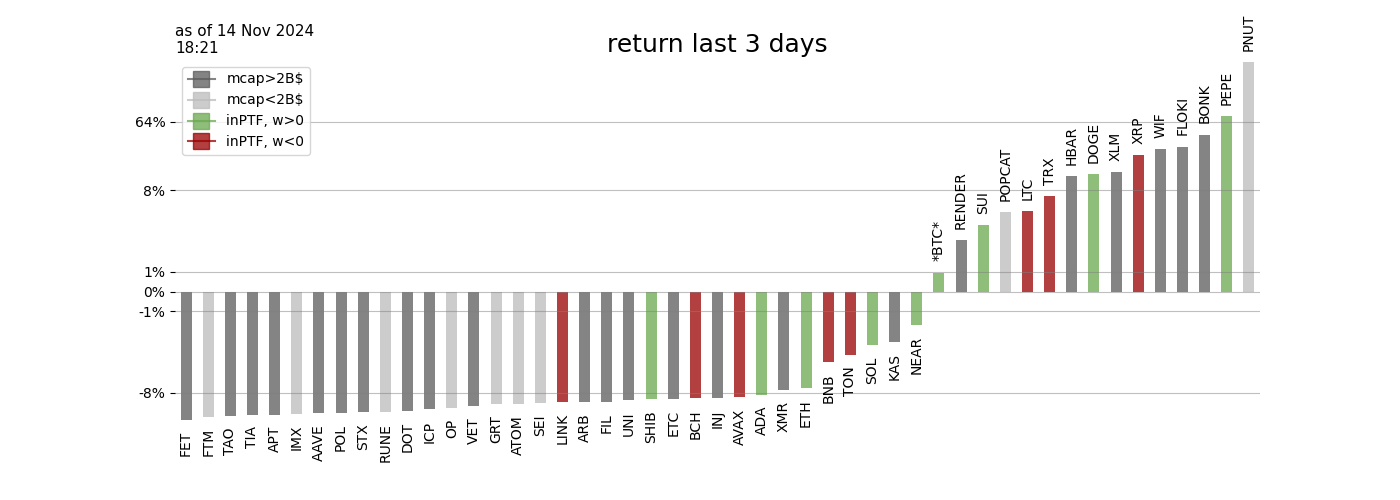 as of 14 Nov 2024
18:21
return last 3 days
mcap>2B$
mcap<2B$
inPTF, w>0
inPTF, w<0
64%
8%
1%
0%
-1%
-8%
FET
FTM
TAO
TIA
APT
IMX
AAVE
POL
STX
RUNE
DOT
ICP
OP
VET
GRT
ATOM
SEI
LINK
ARB
FIL
UNI
SHIB
ETC
BCH
INJ
AVAX
ADA
XMR
ETH
BNB
TON
SOL
KAS
NEAR
*BTC*
RENDER
SUI
POPCAT
LTC
TRX
HBAR
DOGE
XLM
XRP
WIF
FLOKI
BONK
PEPE
PNUT